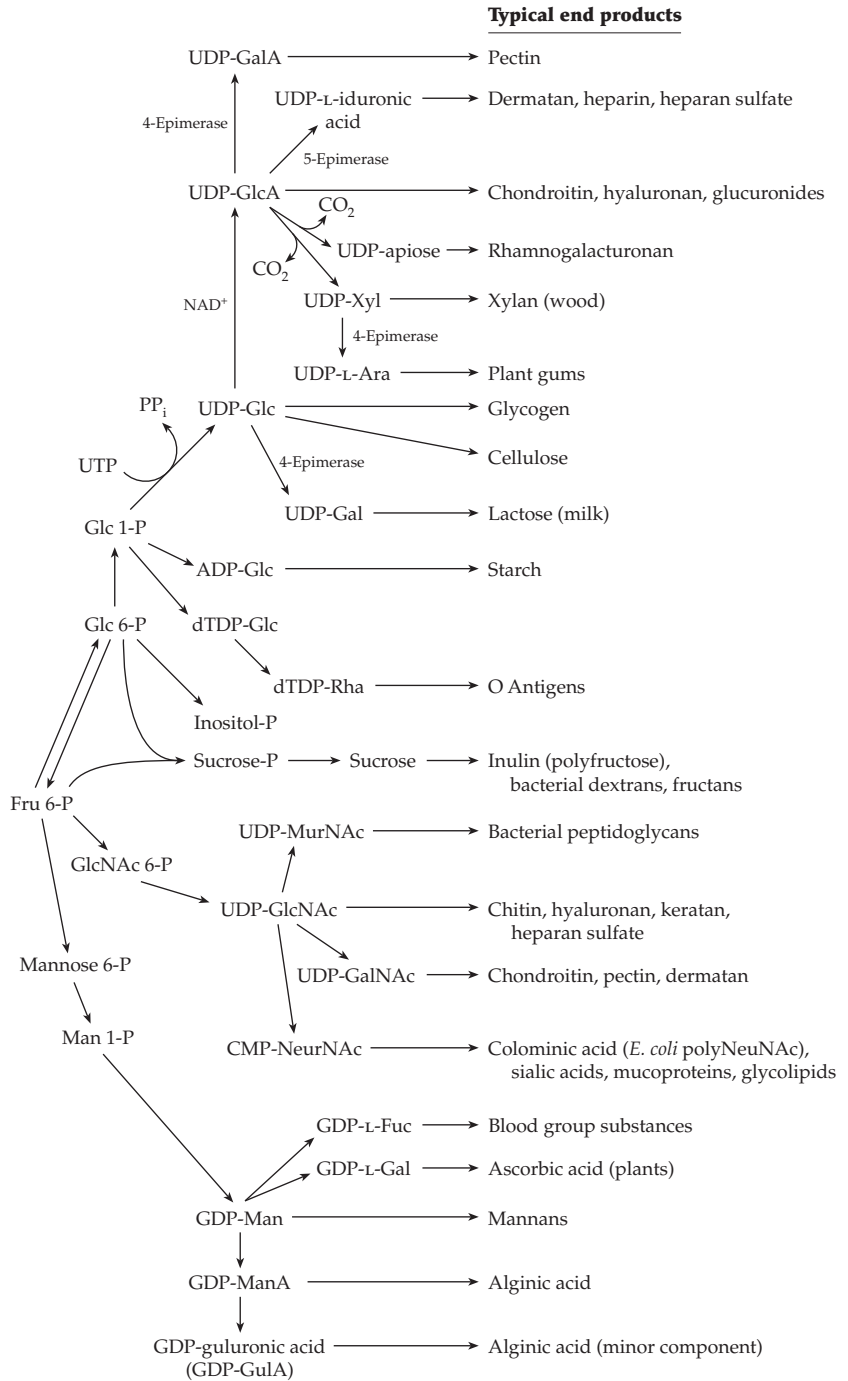 Typical end products
UDP-GalA
Pectin
UDP-L-iduronic
acid
Dermatan, heparin, heparan sulfate
4-Epimerase
5-Epimerase
UDP-GlcA
Chondroitin, hyaluronan, glucuronides
CO2
UDP-apiose
Rhamnogalacturonan
CO2
NAD+
UDP-Xyl
Xylan (wood)
4-Epimerase
UDP-L-Ara
Plant gums
PPi
UDP-Glc
Glycogen
Cellulose
UTP
4-Epimerase
UDP-Gal
Lactose (milk)
Glc 1-P
ADP-Glc
Starch
Glc 6-P
dTDP-Glc
dTDP-Rha
O Antigens
Inositol-P
Sucrose-P
Sucrose
Inulin (polyfructose),
bacterial dextrans, fructans
Fru 6-P
UDP-MurNAc
Bacterial peptidoglycans
GlcNAc 6-P
UDP-GlcNAc
Chitin, hyaluronan, keratan,
heparan sulfate
Mannose 6-P
UDP-GalNAc
Chondroitin, pectin, dermatan
Man 1-P
CMP-NeurNAc
Colominic acid (E. coli polyNeuNAc),
sialic acids, mucoproteins, glycolipids
GDP-L-Fuc
Blood group substances
GDP-L-Gal
Ascorbic acid (plants)
GDP-Man
Mannans
GDP-ManA
Alginic acid
GDP-guluronic acid
(GDP-GulA)
Alginic acid (minor component)